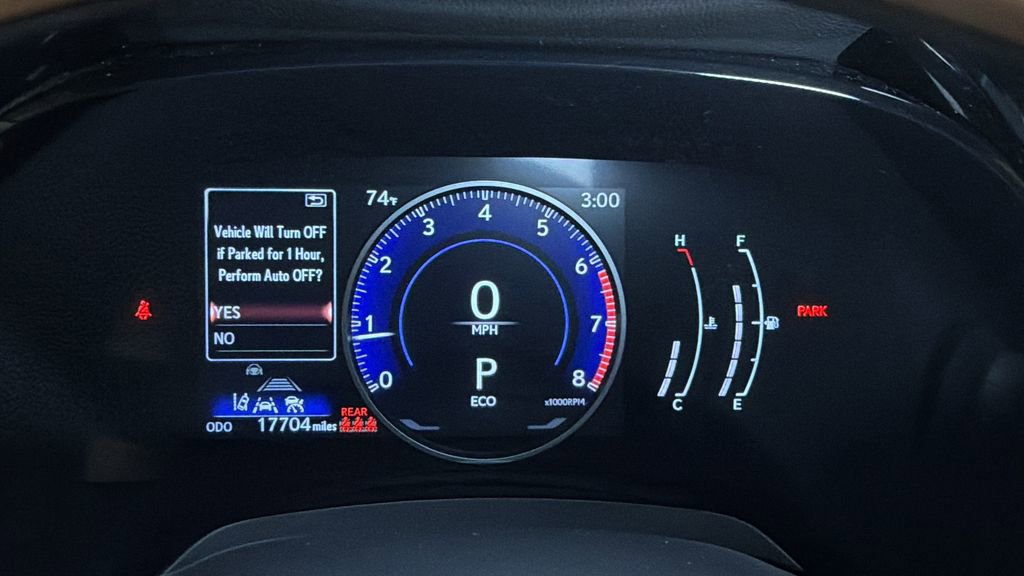 Vehicle Will Turn OFF
if Parked for 1 Hour,
Perform Auto OFF?
YES
NO
ODO 17704 miles
REAR
74°F
3:00
0
1
2
3
4
5
6
7
8
0
MPH
P
ECO
x1000RPM
H
C
F
E
PARK